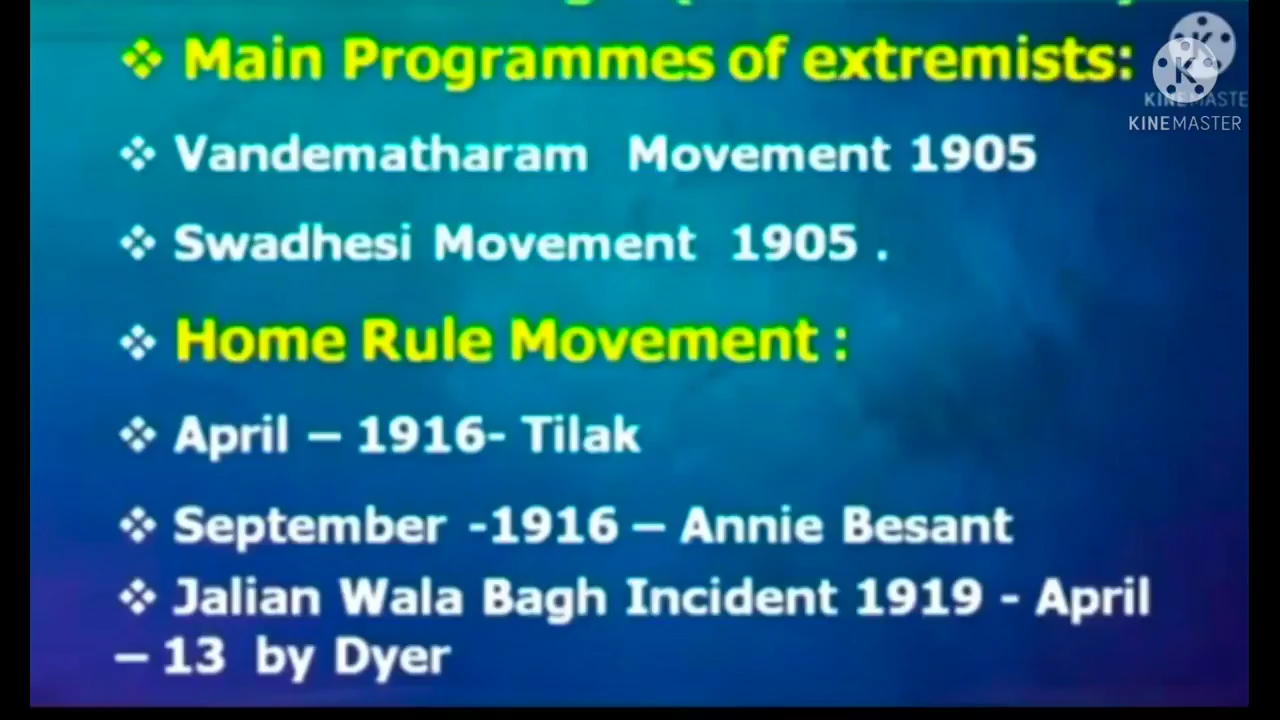 ❖ Main Programmes of extremists:
KINEMASTE
KINEMASTER
❖ Vandematharam Movement 1905
❖ Swadhesi Movement 1905 .
❖ Home Rule Movement :
❖ April – 1916- Tilak
❖ September -1916 – Annie Besant
❖ Jalian Wala Bagh Incident 1919 - April
– 13 by Dyer